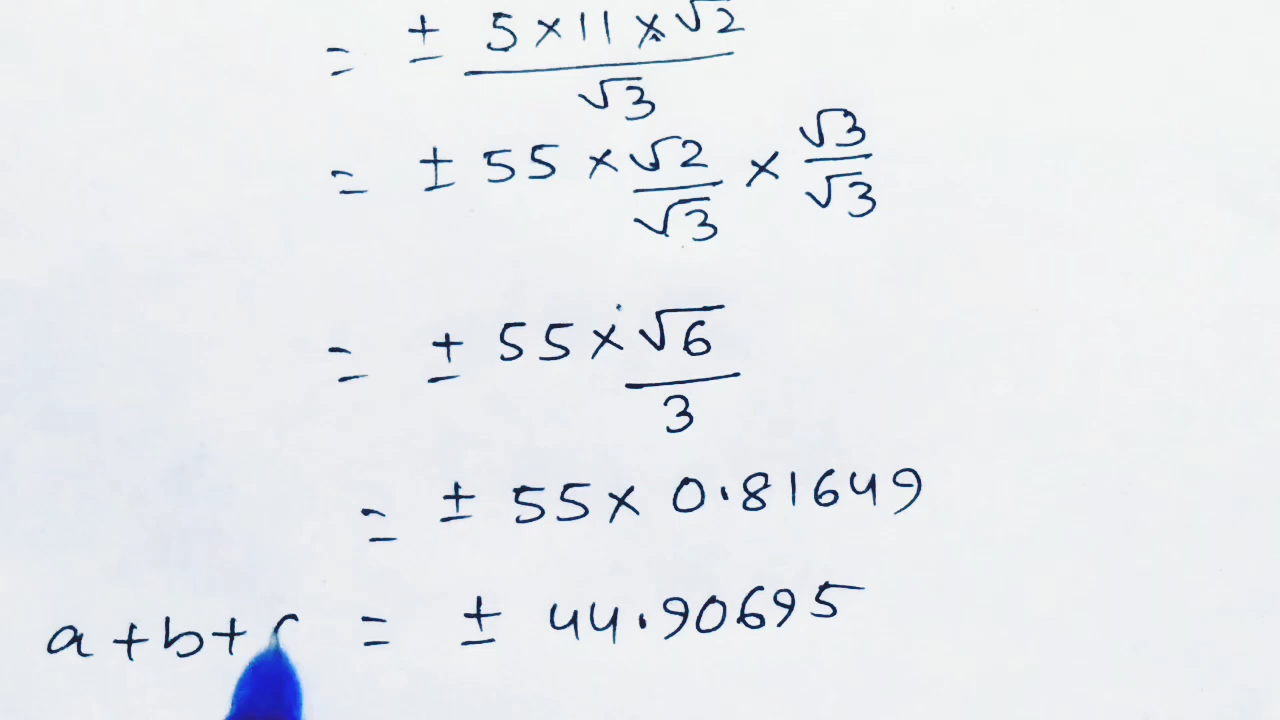 = ± 5 × 11 × √2 / √3
= ± 55 × √2 / √3 × √3 / √3
= ± 55 × √6 / 3
= ± 55 × 0.81649
a + b + c = ± 44.90695